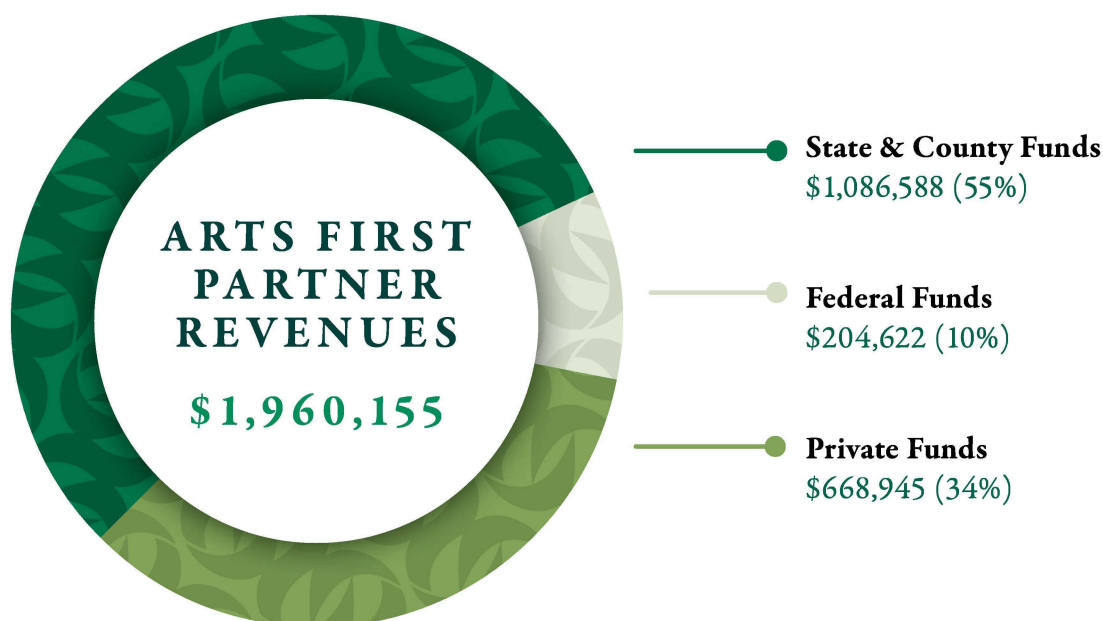 ARTS FIRST
PARTNER
REVENUES
$1,960,155
State & County Funds
$1,086,588 (55%)
Federal Funds
$204,622 (10%)
Private Funds
$668,945 (34%)